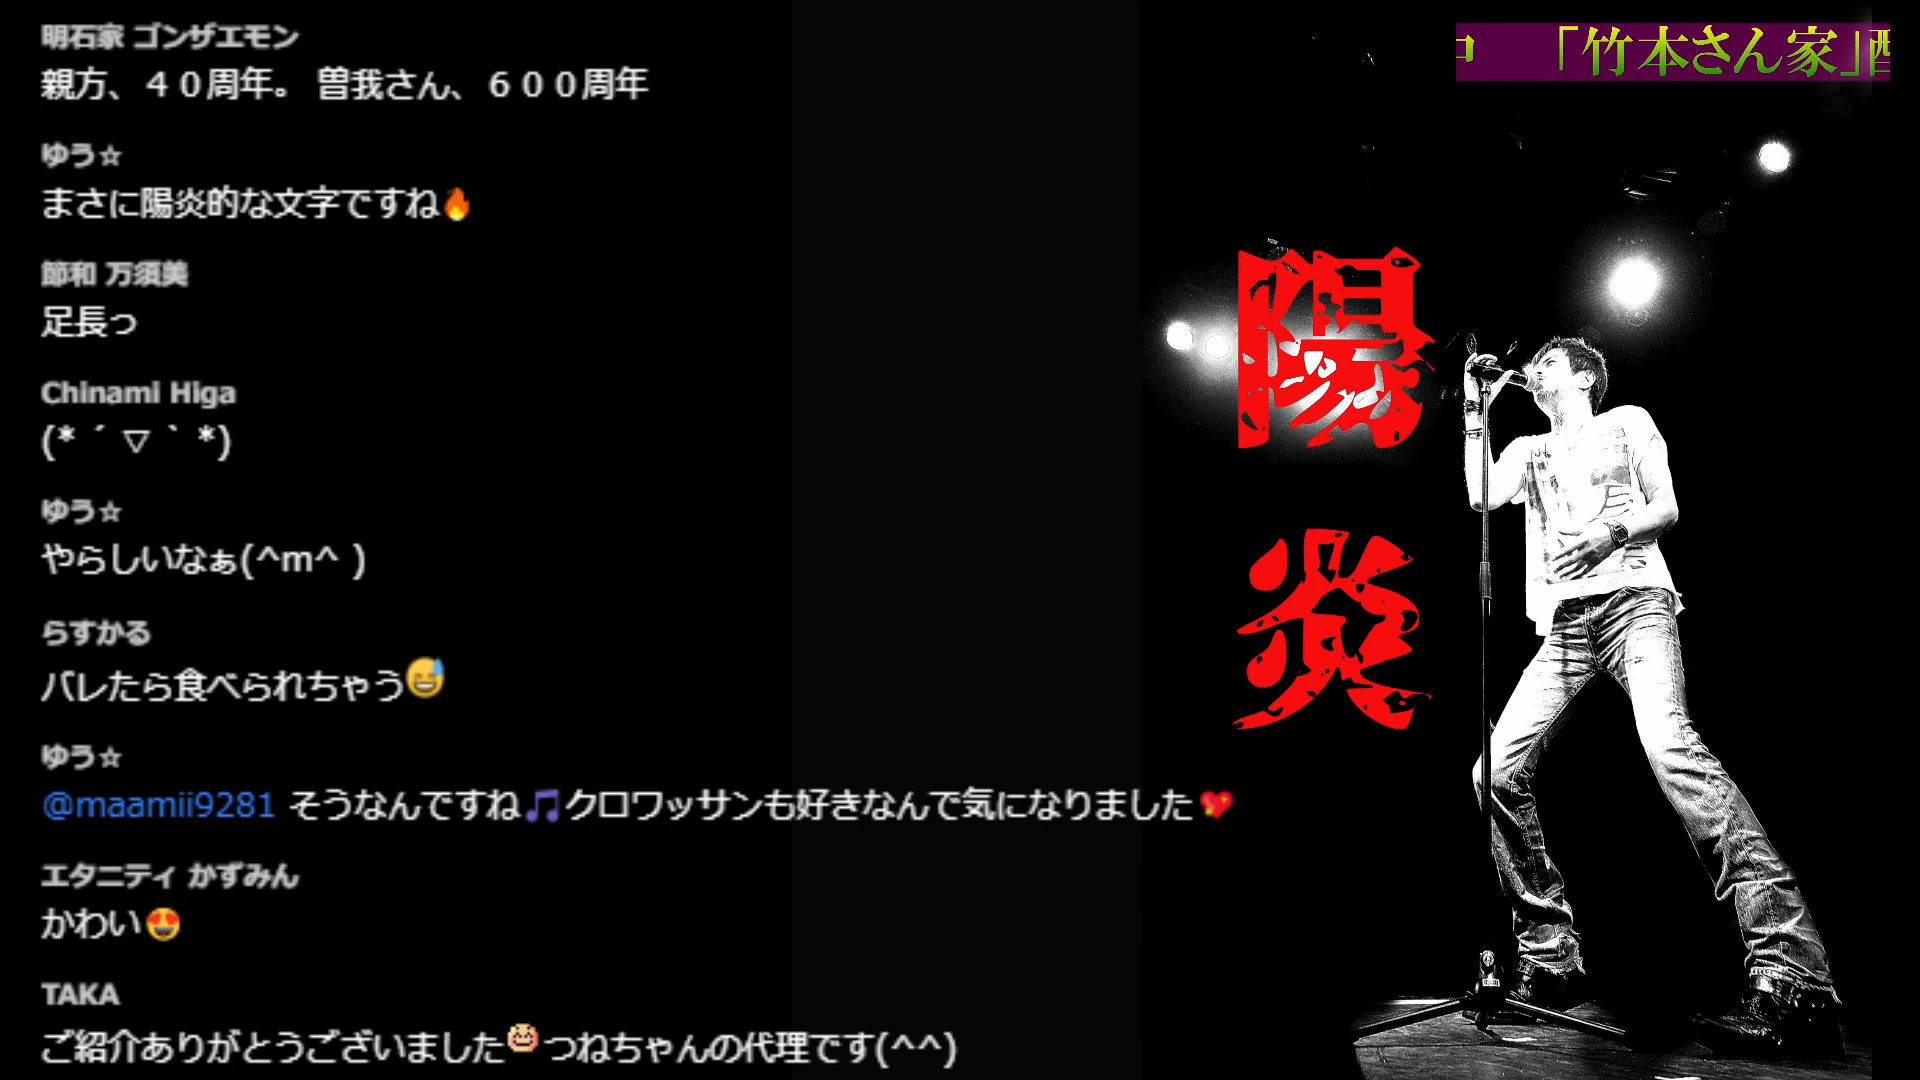 明石家 ゴンザエモン
親方、４０周年。 曽我さん、６００周年
ゆう☆
まさに陽炎的な文字ですね🔥
節和 万須美
足長っ
Chinami Higa
(*´▽｀*)
ゆう☆
やらしいなぁ(^m^ )
らすかる
バレたら食べられちゃう😅
ゆう☆
@maamii9281 そうなんですね🎵クロワッサンも好きなんで気になりました💖
エタニティ かずみん
かわい😍
TAKA
ご紹介ありがとうございました つねちゃんの代理です(^^)
「竹本さん家」
陽炎